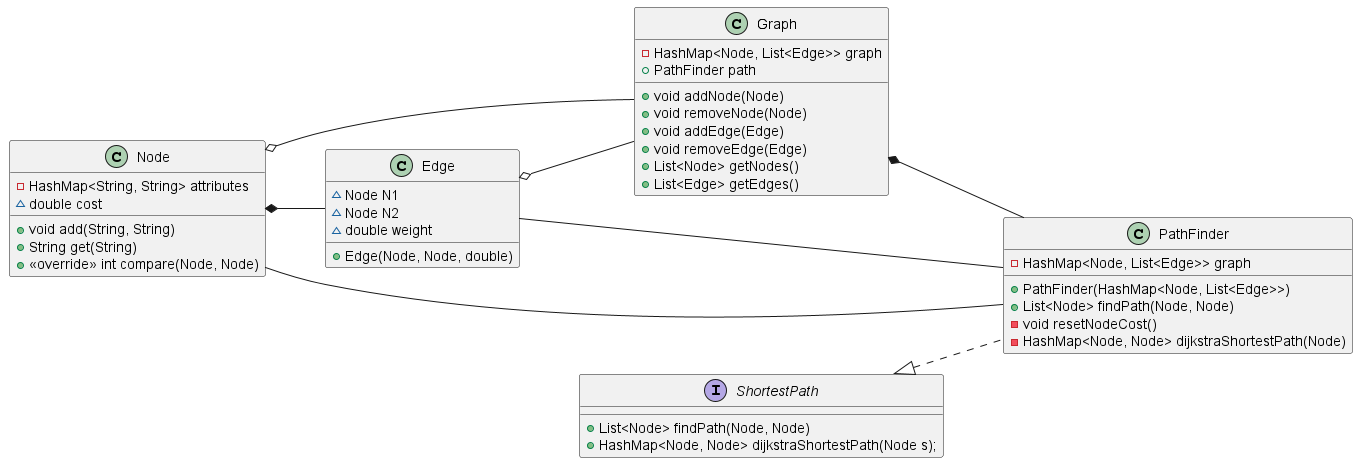 C Graph
HashMap<Node, List<Edge>> graph
PathFinder path
void addNode(Node)
void removeNode(Node)
void addEdge(Edge)
void removeEdge(Edge)
List<Node> getNodes()
List<Edge> getEdges()
C Node
HashMap<String, String> attributes
double cost
void add(String, String)
String get(String)
«override» int compare(Node, Node)
C Edge
Node N1
Node N2
double weight
Edge(Node, Node, double)
C PathFinder
HashMap<Node, List<Edge>> graph
PathFinder(HashMap<Node, List<Edge>>)
List<Node> findPath(Node, Node)
void resetNodeCost()
HashMap<Node, Node> dijkstraShortestPath(Node)
I ShortestPath
List<Node> findPath(Node, Node)
HashMap<Node, Node> dijkstraShortestPath(Node s);